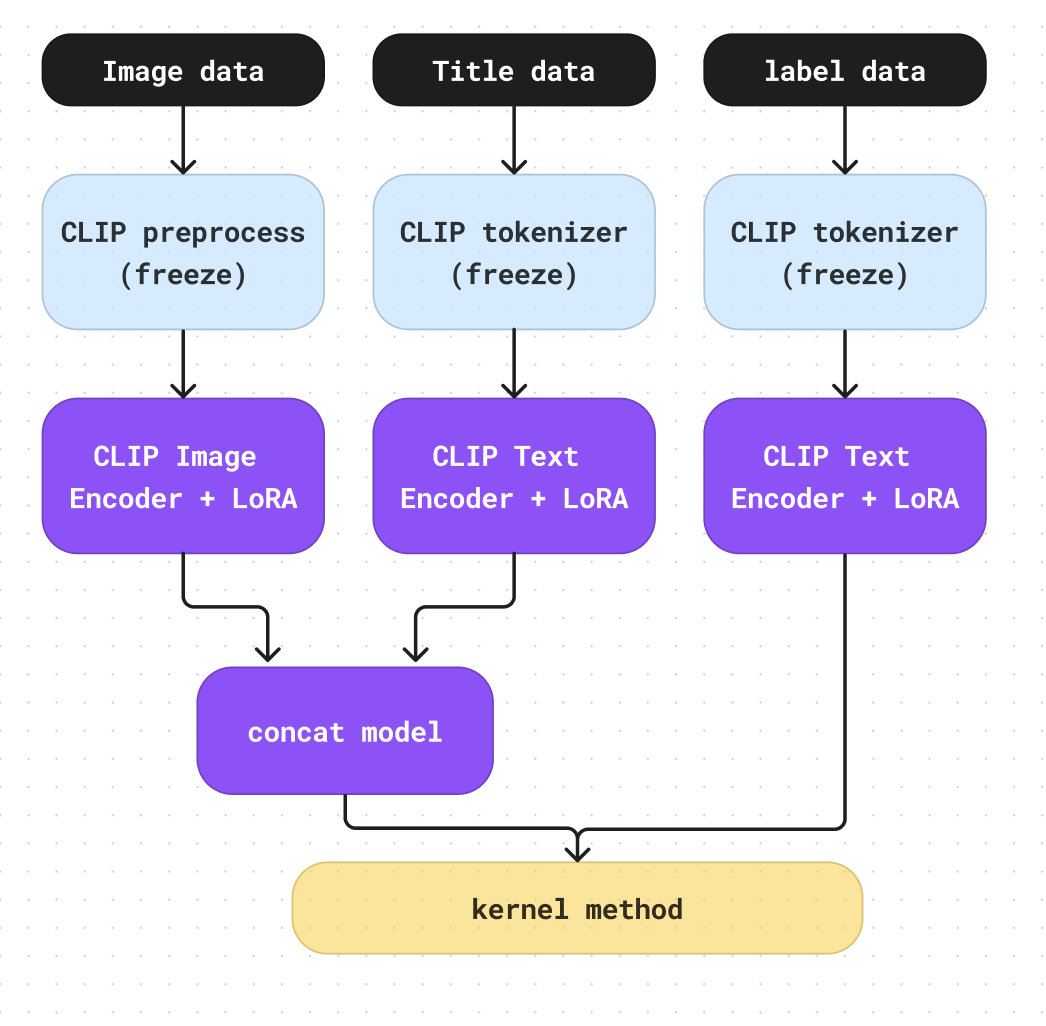 Image data
Title data
label data
CLIP preprocess
(freeze)
CLIP tokenizer
(freeze)
CLIP tokenizer
(freeze)
CLIP Image
Encoder + LoRA
CLIP Text
Encoder + LoRA
CLIP Text
Encoder + LoRA
concat model
kernel method